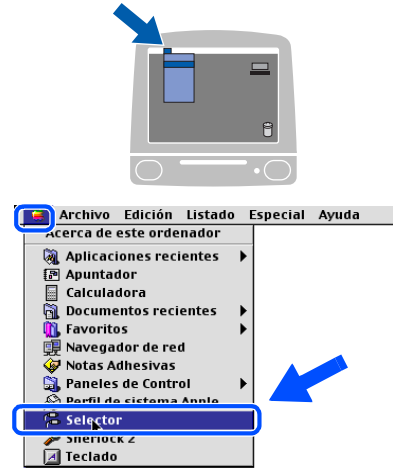 Archivo Edición Listado Especial Ayuda
Acerca de este ordenador
Aplicaciones recientes
Apuntador
Calculadora
Documentos recientes
Favoritos
Navegador de red
Notas Adhesivas
Paneles de Control
Perfil de sistema Apple
Selector
Sherlock 2
Teclado